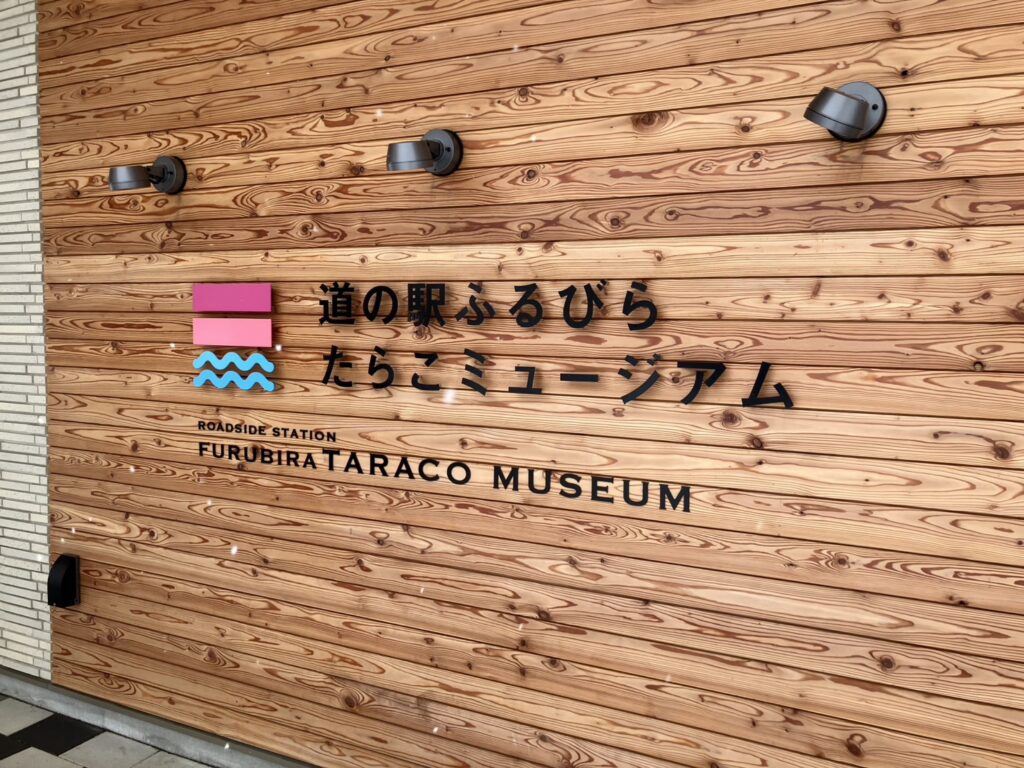 道の駅ふるびら
たらこミュージアム
ROADSIDE STATION
FURUBIRA TARACO MUSEUM